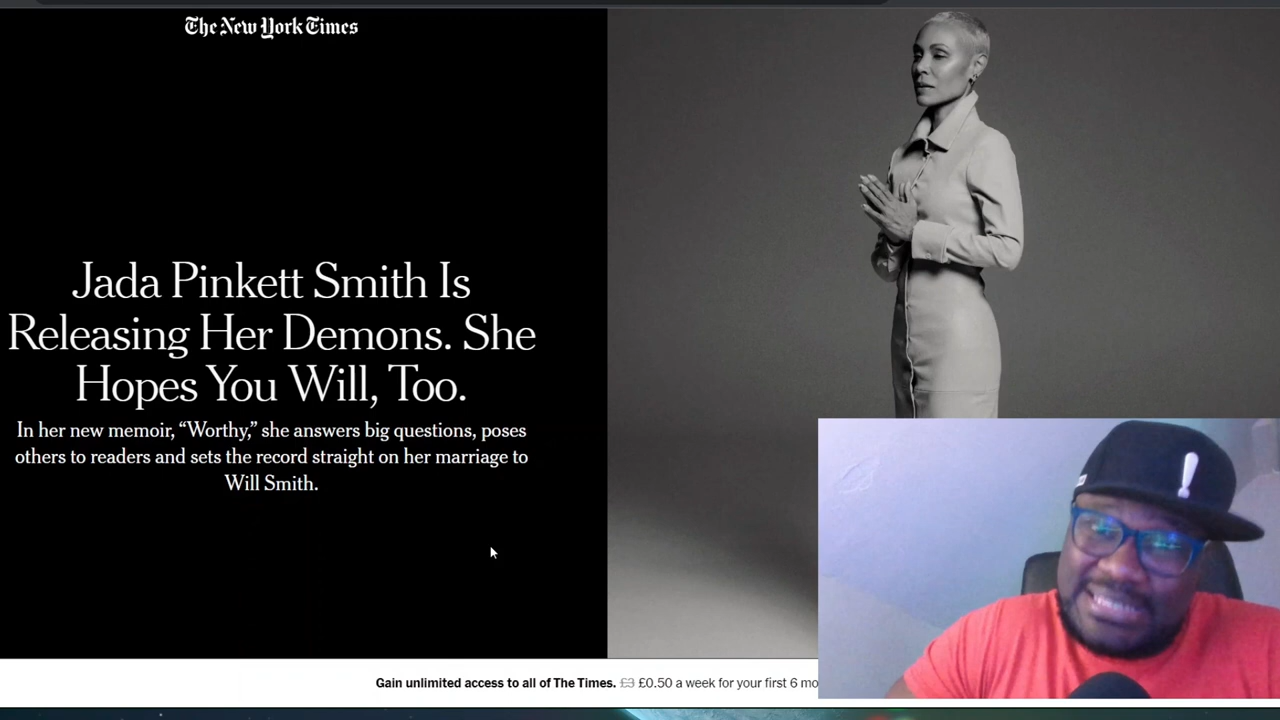 The New York Times
Jada Pinkett Smith Is
Releasing Her Demons. She
Hopes You Will, Too.
In her new memoir, “Worthy,” she answers big questions, poses
others to readers and sets the record straight on her marriage to
Will Smith.
!
Gain unlimited access to all of The Times. £3 £0.50 a week for your first 6 mo